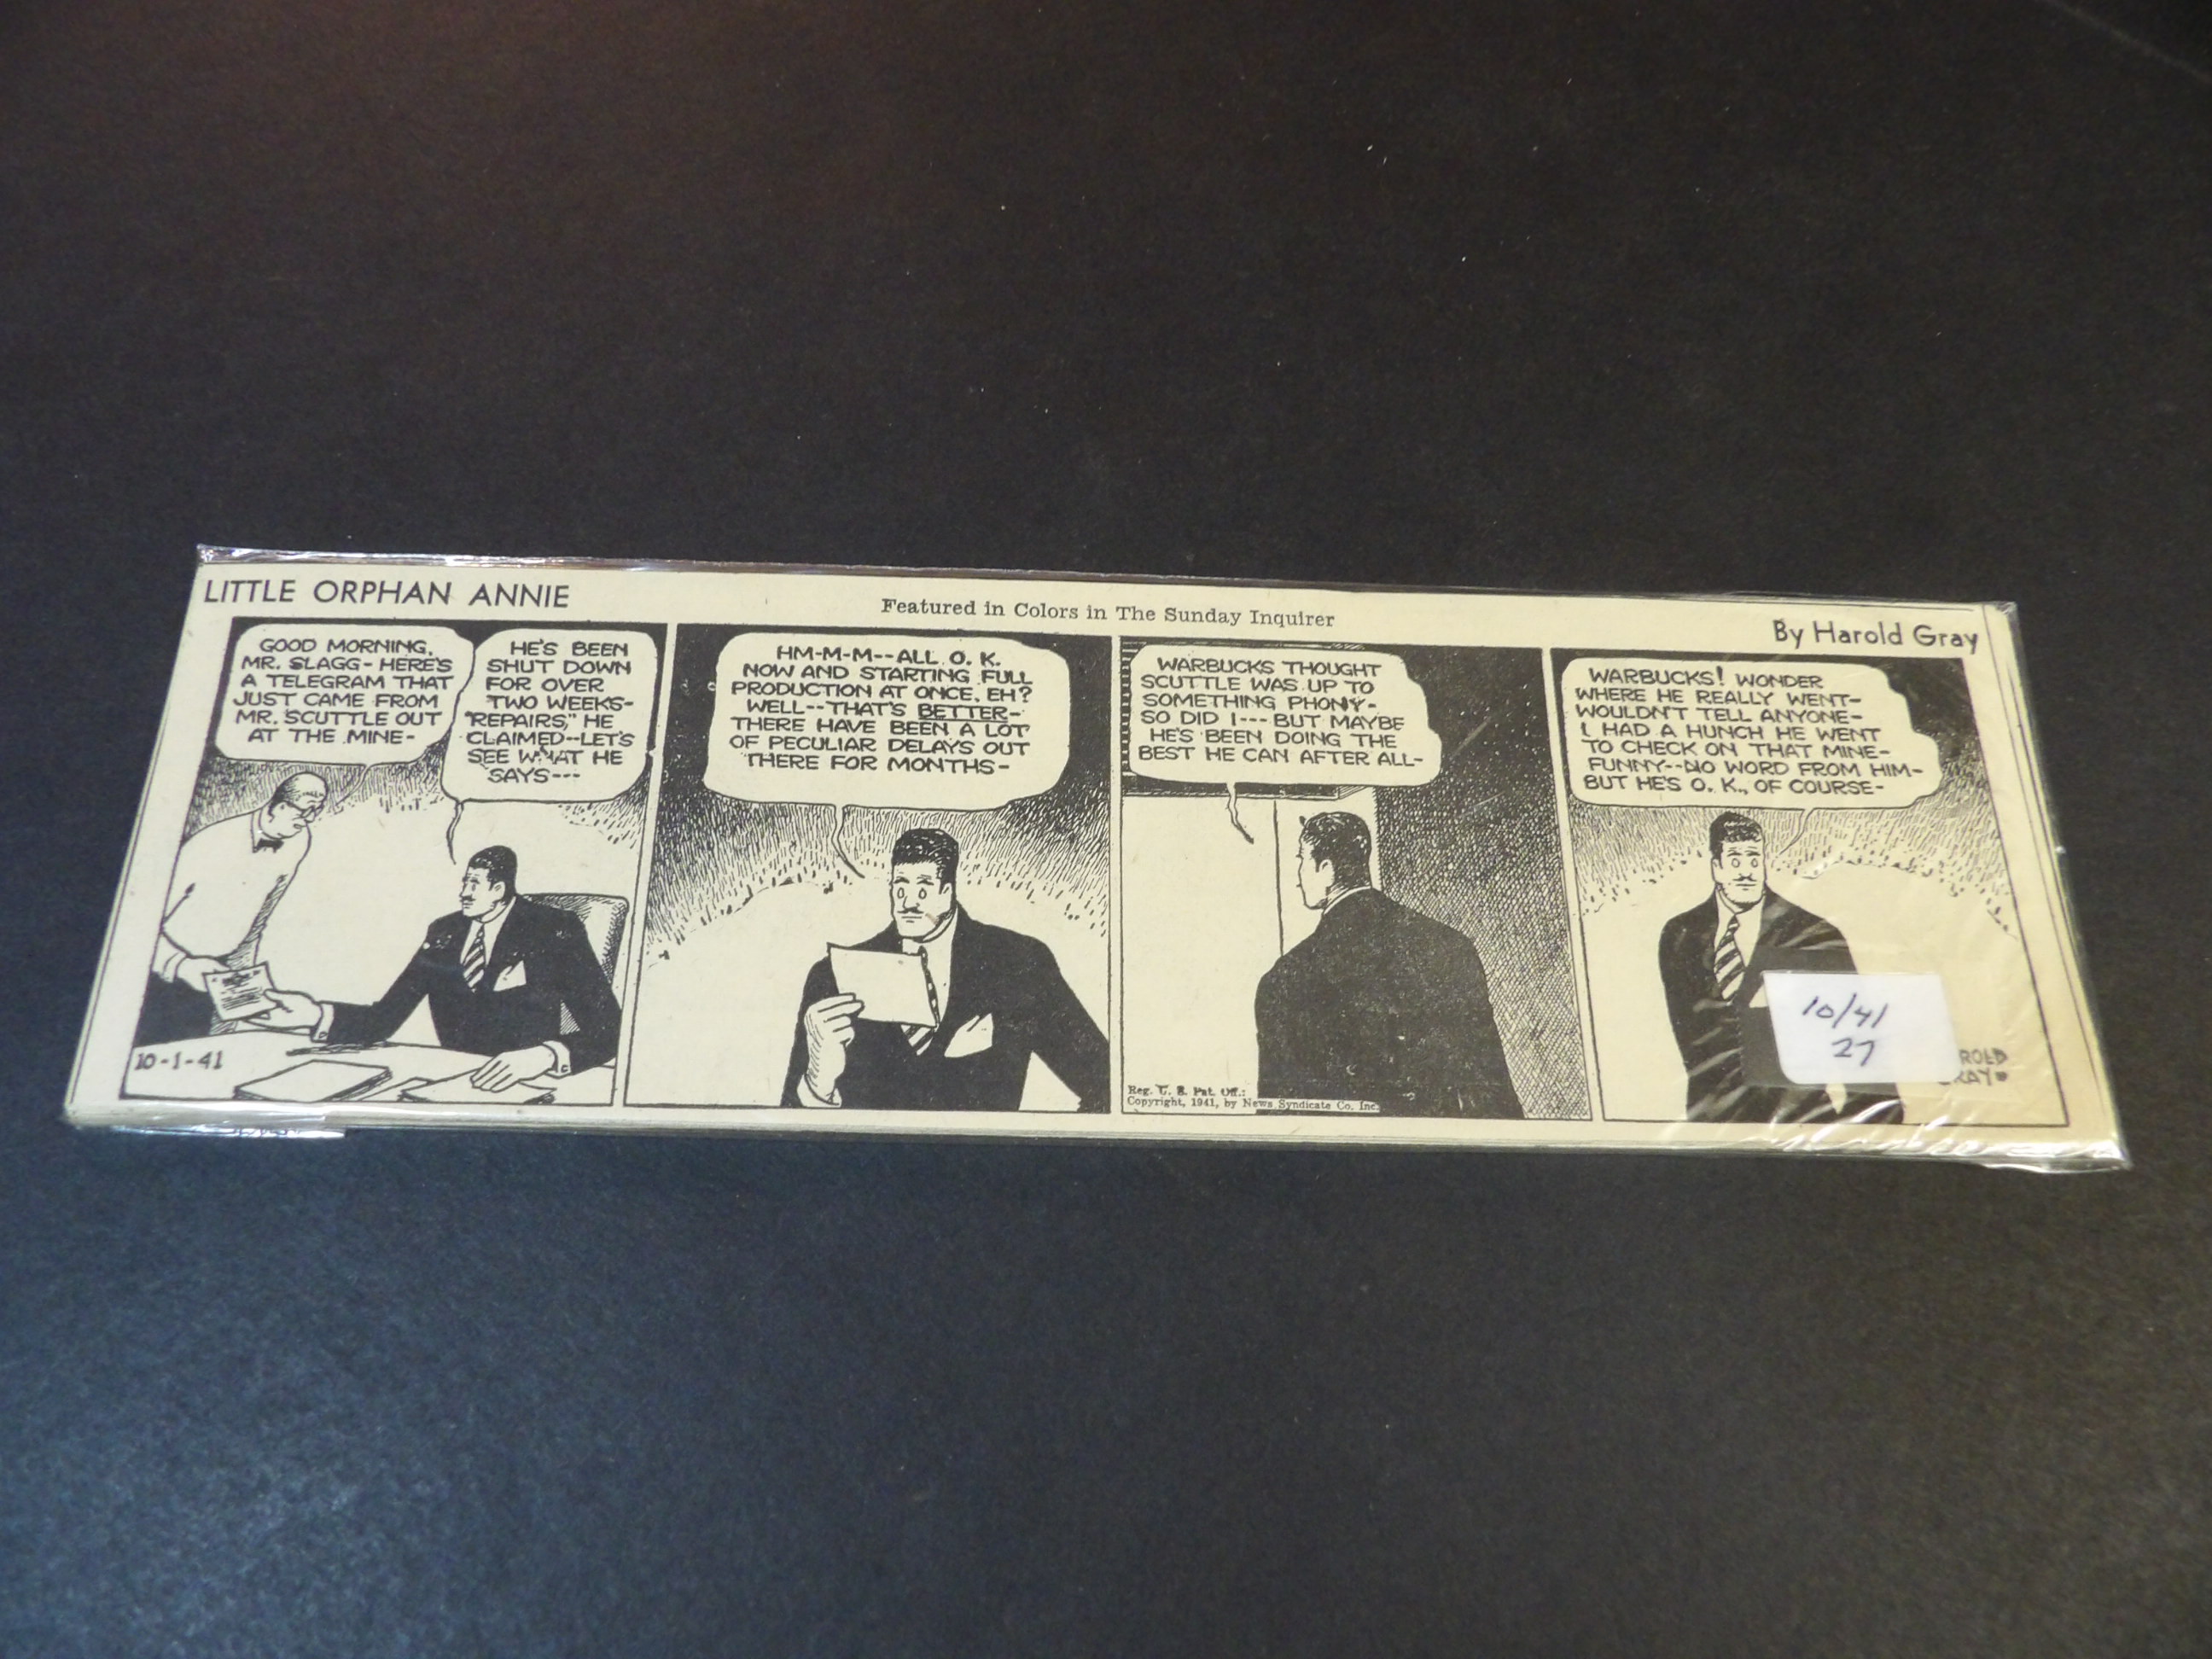 LITTLE ORPHAN ANNIE
Featured in Colors in The Sunday Inquirer
By Harold Gray
GOOD MORNING,
MR. SLAGG - HERE'S
A TELEGRAM THAT
JUST CAME FROM
MR. SCUTTLE OUT
AT THE MINE-
HE'S BEEN
SHUT DOWN
FOR OVER
TWO WEEKS-
"REPAIRS," HE
CLAIMED--LET'S
SEE WHAT HE
SAYS---
10-1-41
HM-M-M--ALL O. K.
NOW AND STARTING FULL
PRODUCTION AT ONCE, EH?
WELL--THAT'S BETTER-
THERE HAVE BEEN A LOT
OF PECULIAR DELAYS OUT
THERE FOR MONTHS-
WARBUCKS THOUGHT
SCUTTLE WAS UP TO
SOMETHING PHONY-
SO DID I--- BUT MAYBE
HE'S BEEN DOING THE
BEST HE CAN AFTER ALL-
Reg. U. S. Pat. Off.:
Copyright, 1941, by News Syndicate Co. Inc.
WARBUCKS! WONDER
WHERE HE REALLY WENT-
WOULDN'T TELL ANYONE-
I HAD A HUNCH HE WENT
TO CHECK ON THAT MINE-
FUNNY--NO WORD FROM HIM-
BUT HE'S O. K., OF COURSE-
10/41
27
ROLD
RAY